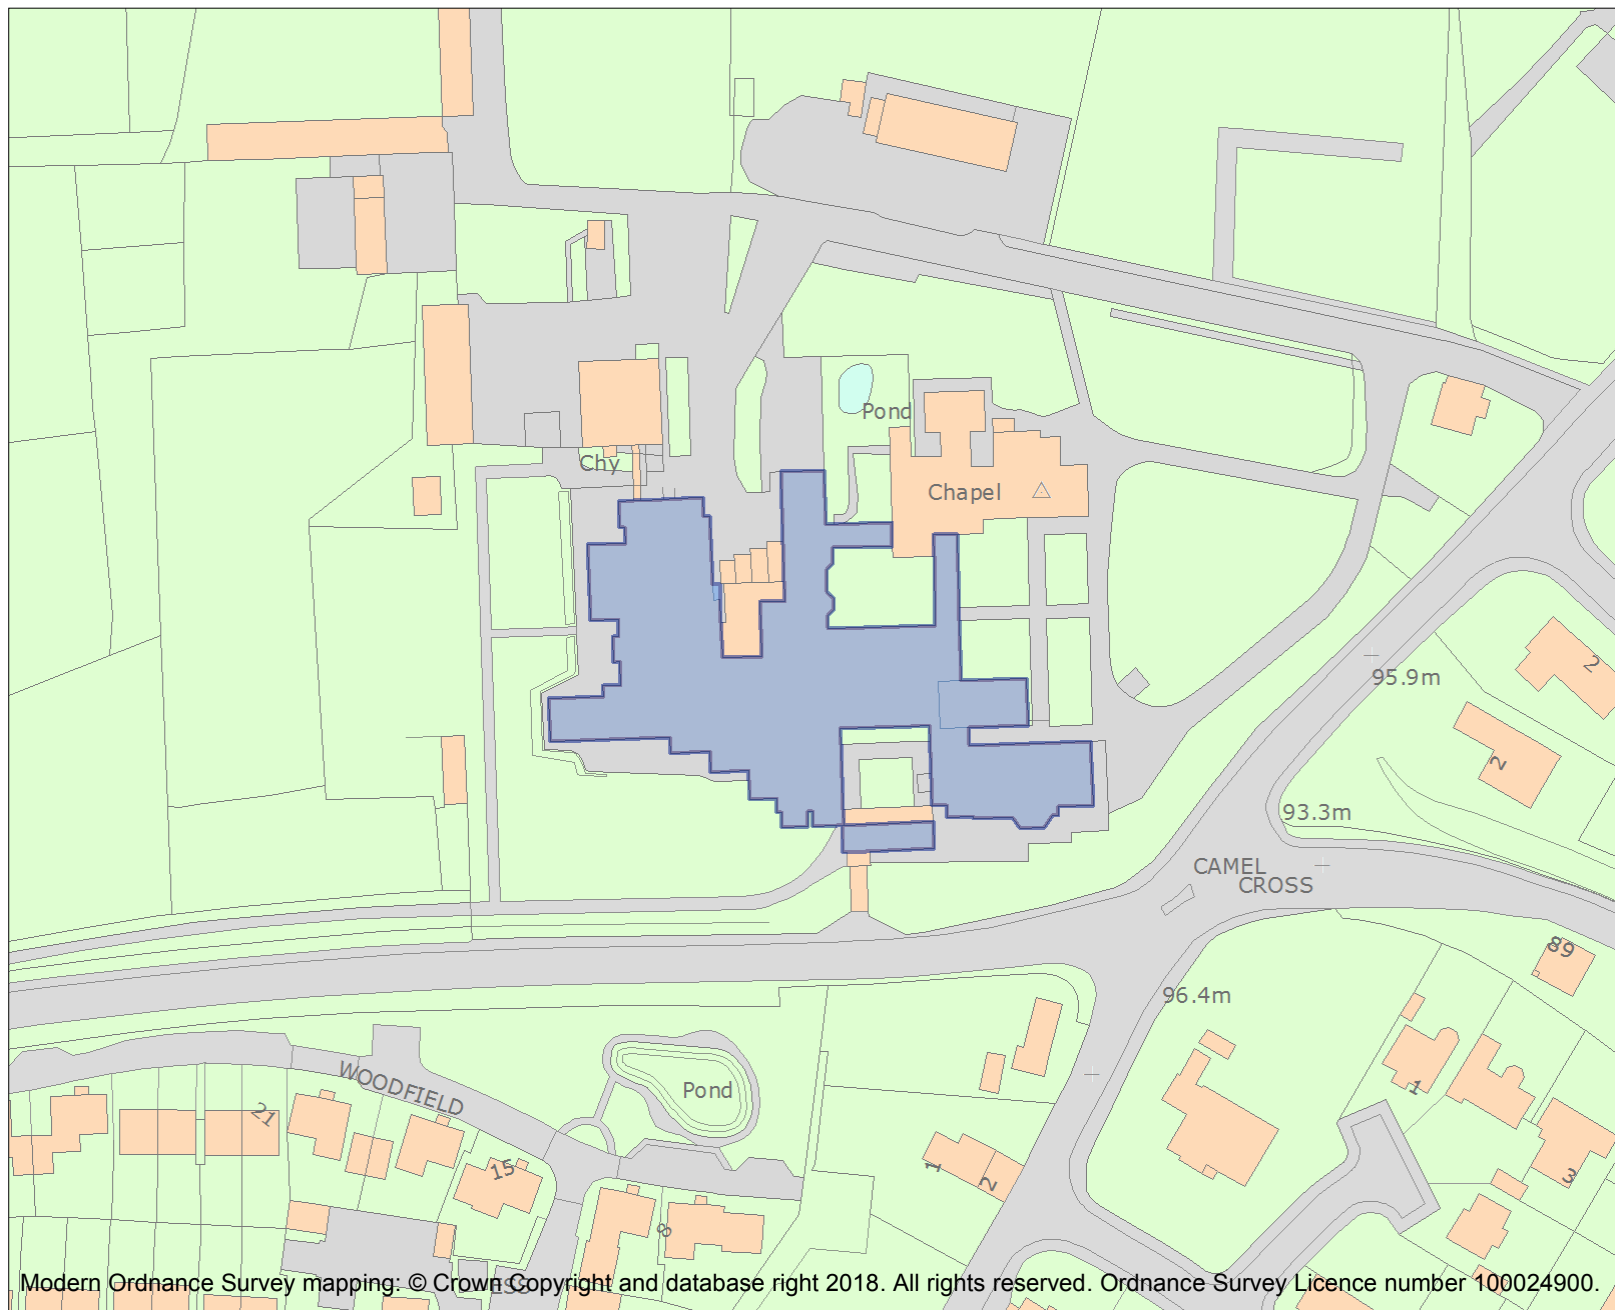 Pond
Chy
Chapel
95.9m
2
2
93.3m
CAMEL
CROSS
89
96.4m
WOODFIELD
Pond
21
1
15
1
2
3
8
ESS
Modern Ordnance Survey mapping: © Crown Copyright and database right 2018. All rights reserved. Ordnance Survey Licence number 100024900.